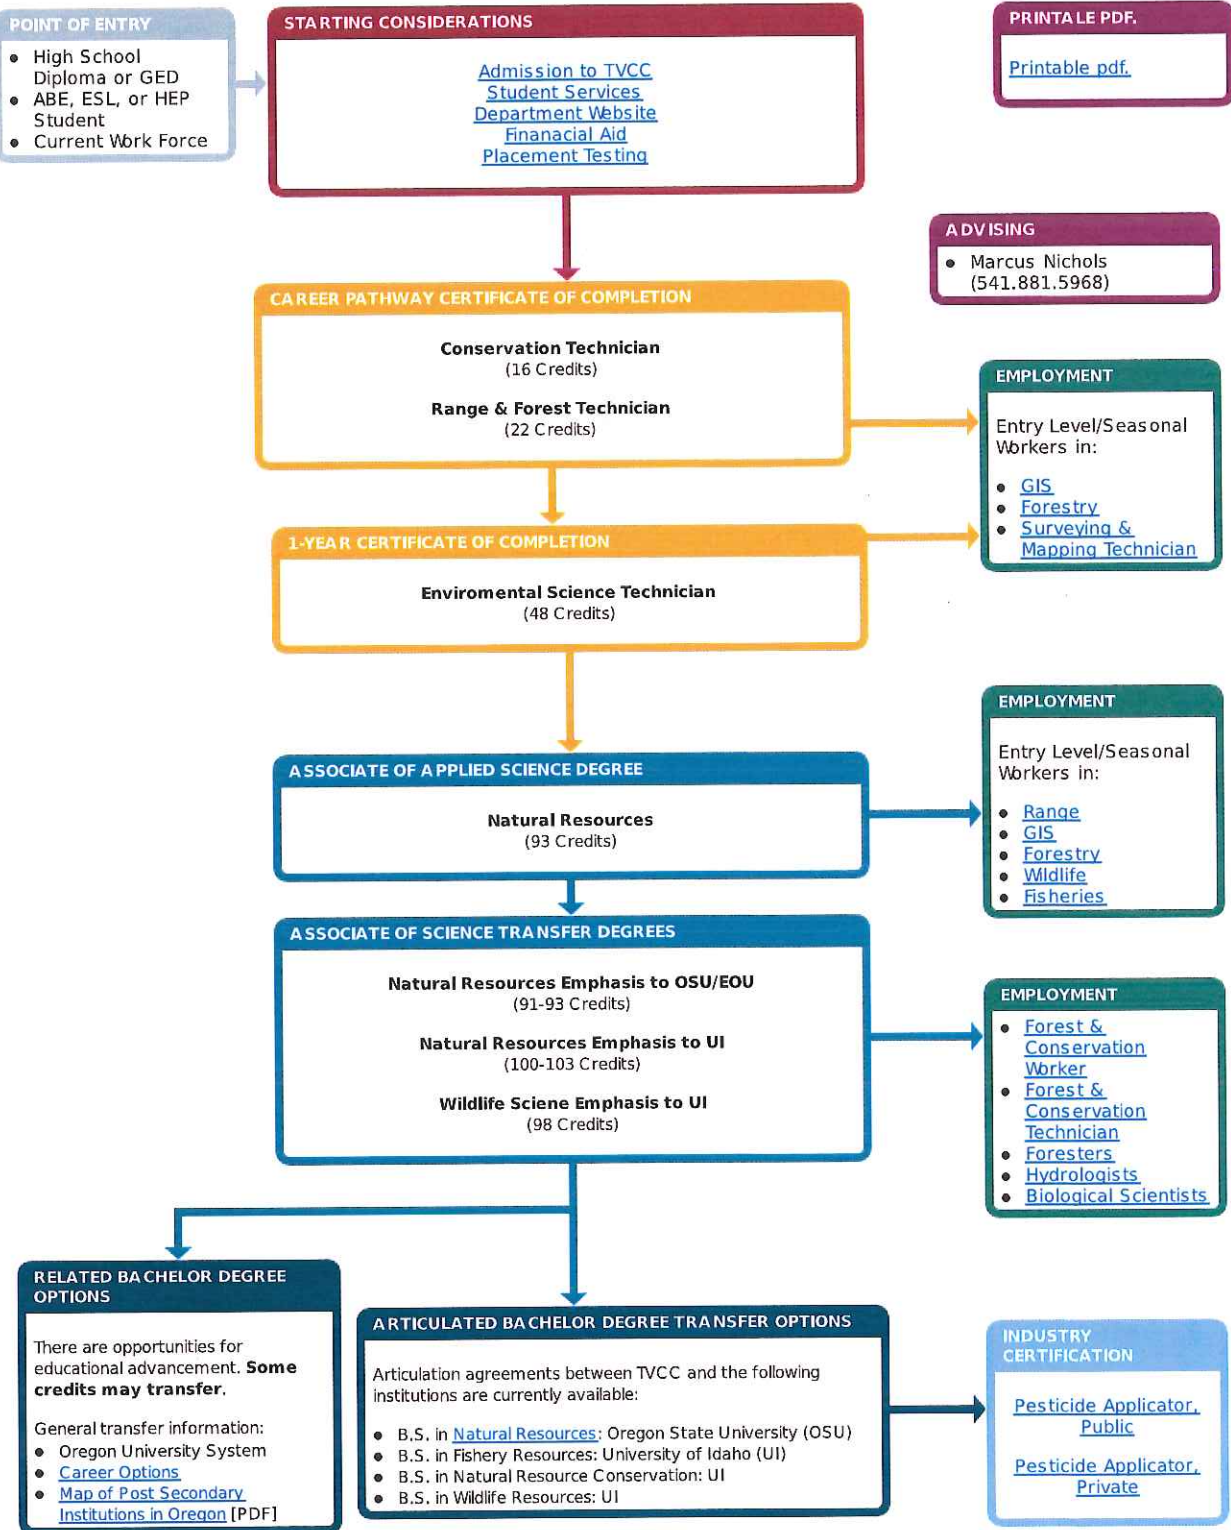 POINT OF ENTRY
• High School
Diploma or GED
• ABE, ESL, or HEP
Student
• Current Work Force
STARTING CONSIDERATIONS
Admission to TVCC
Student Services
Department Website
Finanacial Aid
Placement Testing
PRINTALE PDF.
Printable pdf.
ADVISING
• Marcus Nichols
(541.881.5968)
CAREER PATHWAY CERTIFICATE OF COMPLETION
Conservation Technician
(16 Credits)
Range & Forest Technician
(22 Credits)
EMPLOYMENT
Entry Level/Seasonal
Workers in:
• GIS
• Forestry
• Surveying &
Mapping Technician
1-YEAR CERTIFICATE OF COMPLETION
Enviromental Science Technician
(48 Credits)
ASSOCIATE OF APPLIED SCIENCE DEGREE
Natural Resources
(93 Credits)
EMPLOYMENT
Entry Level/Seasonal
Workers in:
• Range
• GIS
• Forestry
• Wildlife
• Fisheries
ASSOCIATE OF SCIENCE TRANSFER DEGREES
Natural Resources Emphasis to OSU/EOU
(91-93 Credits)
Natural Resources Emphasis to UI
(100-103 Credits)
Wildlife Sciene Emphasis to UI
(98 Credits)
EMPLOYMENT
• Forest &
Conservation
Worker
• Forest &
Conservation
Technician
• Foresters
• Hydrologists
• Biological Scientists
RELATED BACHELOR DEGREE
OPTIONS
There are opportunities for
educational advancement. Some
credits may transfer.
General transfer information:
• Oregon University System
• Career Options
• Map of Post Secondary
Institutions in Oregon [PDF]
ARTICULATED BACHELOR DEGREE TRANSFER OPTIONS
Articulation agreements between TVCC and the following
institutions are currently available:
• B.S. in Natural Resources: Oregon State University (OSU)
• B.S. in Fishery Resources: University of Idaho (UI)
• B.S. in Natural Resource Conservation: UI
• B.S. in Wildlife Resources: UI
INDUSTRY
CERTIFICATION
Pesticide Applicator,
Public
Pesticide Applicator,
Private